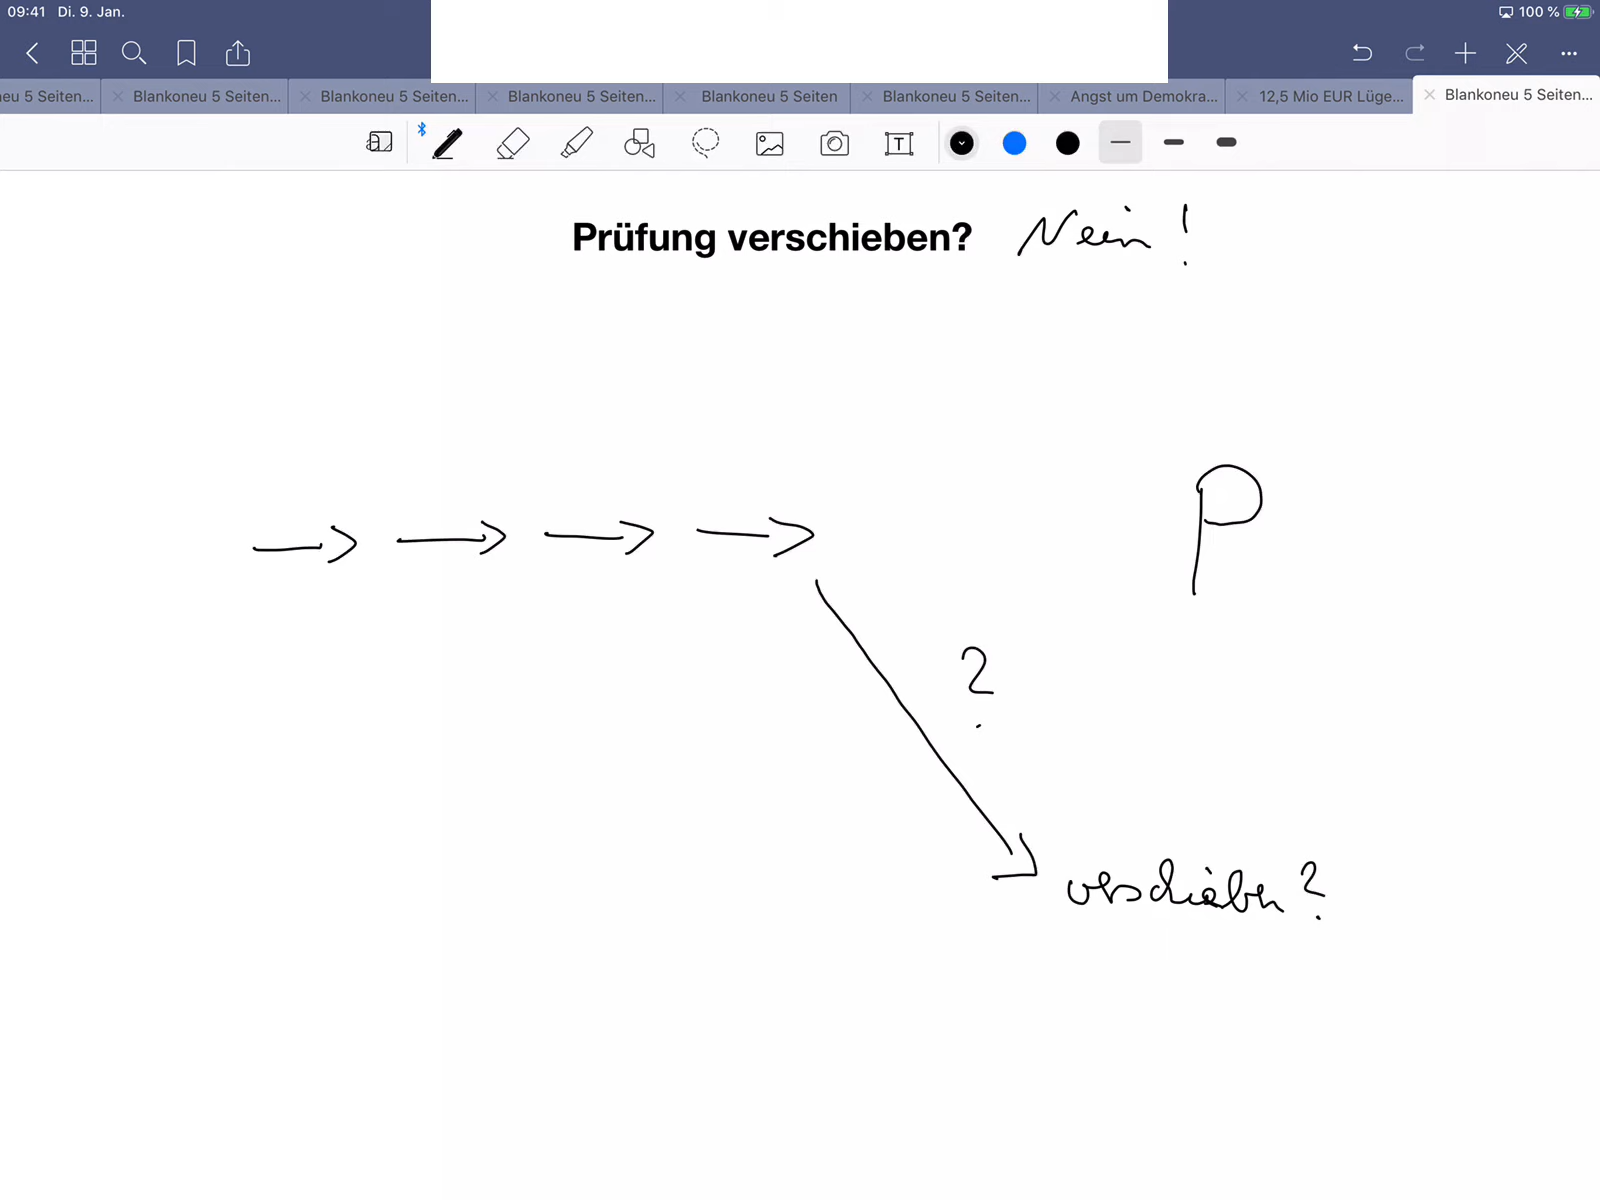 09:41 Di. 9. Jan. 100 %
eu 5 Seiten... Blankoneu 5 Seiten... Blankoneu 5 Seiten... Blankoneu 5 Seiten... Blankoneu 5 Seiten Blankoneu 5 Seiten... Angst um Demokra... 12,5 Mio EUR Lüge... Blankoneu 5 Seiten...
T
Prüfung verschieben? Nein!
P
?
verschieben?